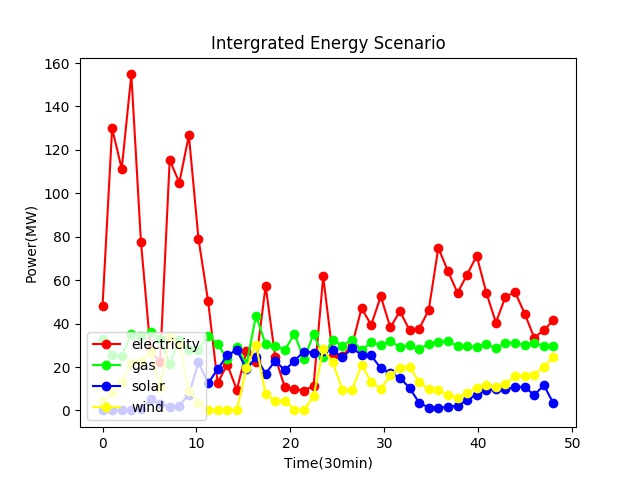 Intergrated Energy Scenario
160
140
120
100
80
60
40
20
0
Power(MW)
electricity
gas
solar
wind
0 10 20 30 40 50
Time(30min)